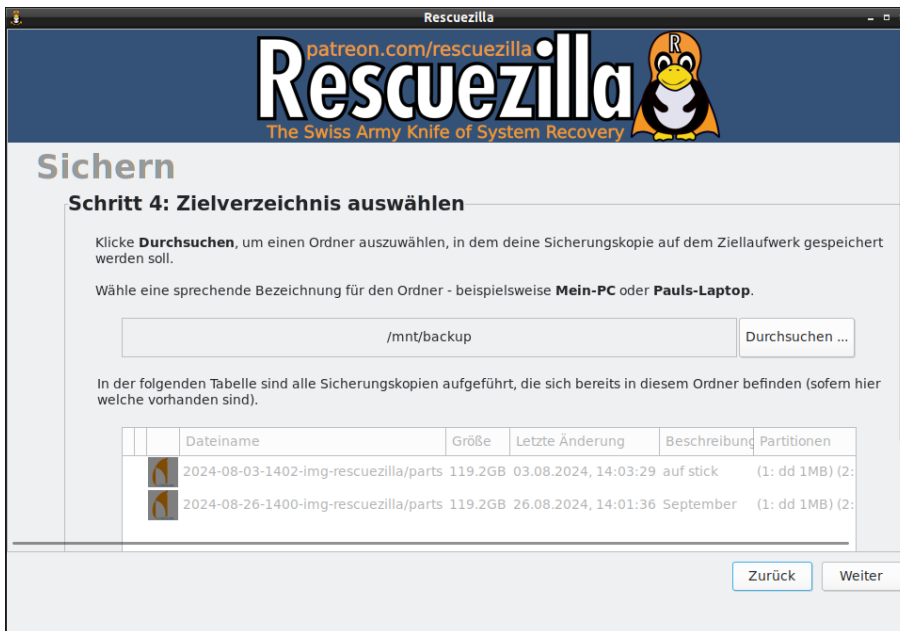 Rescuezilla
patreon.com/rescuezilla
Rescuezilla
R
The Swiss Army Knife of System Recovery
Sichern
Schritt 4: Zielverzeichnis auswählen
Klicke Durchsuchen, um einen Ordner auszuwählen, in dem deine Sicherungskopie auf dem Ziellaufwerk gespeichert
werden soll.
Wähle eine sprechende Bezeichnung für den Ordner - beispielsweise Mein-PC oder Pauls-Laptop.
/mnt/backup Durchsuchen ...
In der folgenden Tabelle sind alle Sicherungskopien aufgeführt, die sich bereits in diesem Ordner befinden (sofern hier
welche vorhanden sind).
Dateiname Größe Letzte Änderung Beschreibung Partitionen
2024-08-03-1402-img-rescuezilla/parts 119.2GB 03.08.2024, 14:03:29 auf stick (1: dd 1MB) (2:
2024-08-26-1400-img-rescuezilla/parts 119.2GB 26.08.2024, 14:01:36 September (1: dd 1MB) (2:
Zurück Weiter